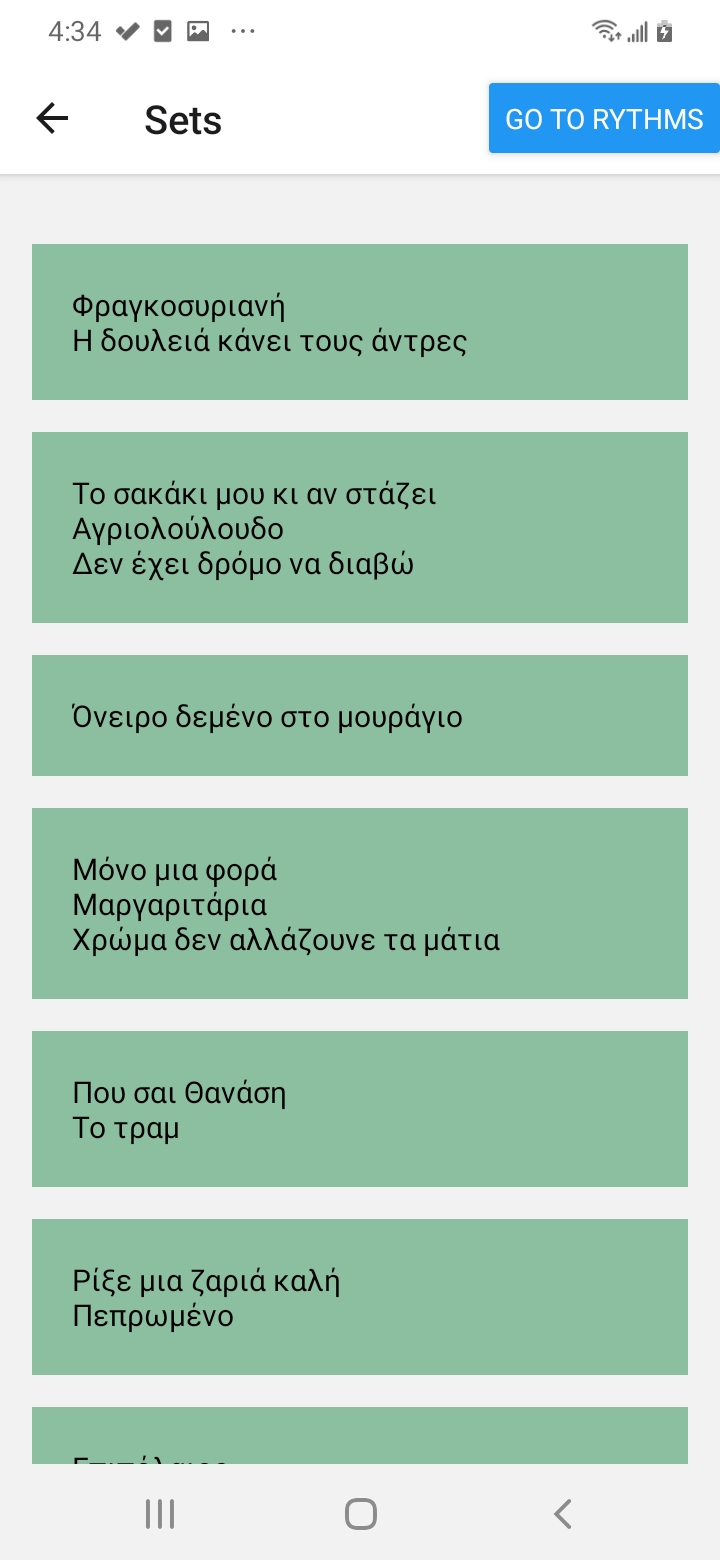 4:34
Sets
GO TO RYTHMS
Φραγκοσυριανή
Η δουλειά κάνει τους άντρες
Το σακάκι μου κι αν στάζει
Αγριολούλουδο
Δεν έχει δρόμο να διαβώ
Όνειρο δεμένο στο μουράγιο
Μόνο μια φορά
Μαργαριτάρια
Χρώμα δεν αλλάζουνε τα μάτια
Που σαι Θανάση
Το τραμ
Ρίξε μια ζαριά καλή
Πεπρωμένο